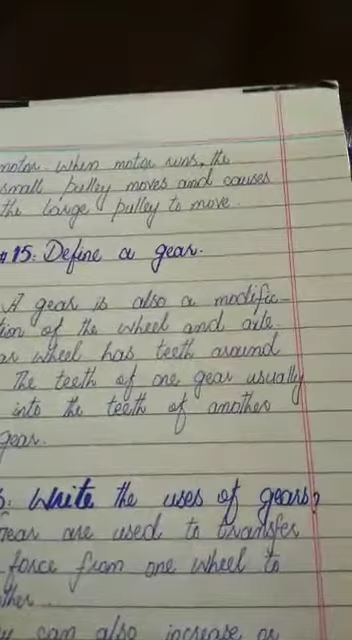 motor. When motor runs, the
small pulley moves and causes
the large pulley to move.
#15: Define a gear.
A gear is also a modific-
tion of the wheel and axle.
wheel has teeth around
The teeth of one gear usually
into the teeth of another
gear.
Write the uses of gears?
Gear are used to transfer
force from one wheel to
can also increase or